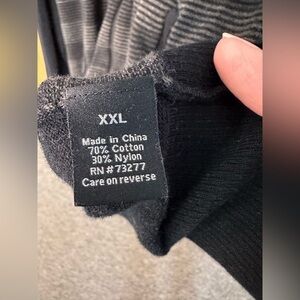 XXL
Made in China
70% Cotton
30% Nylon
RN #73277
Care on reverse